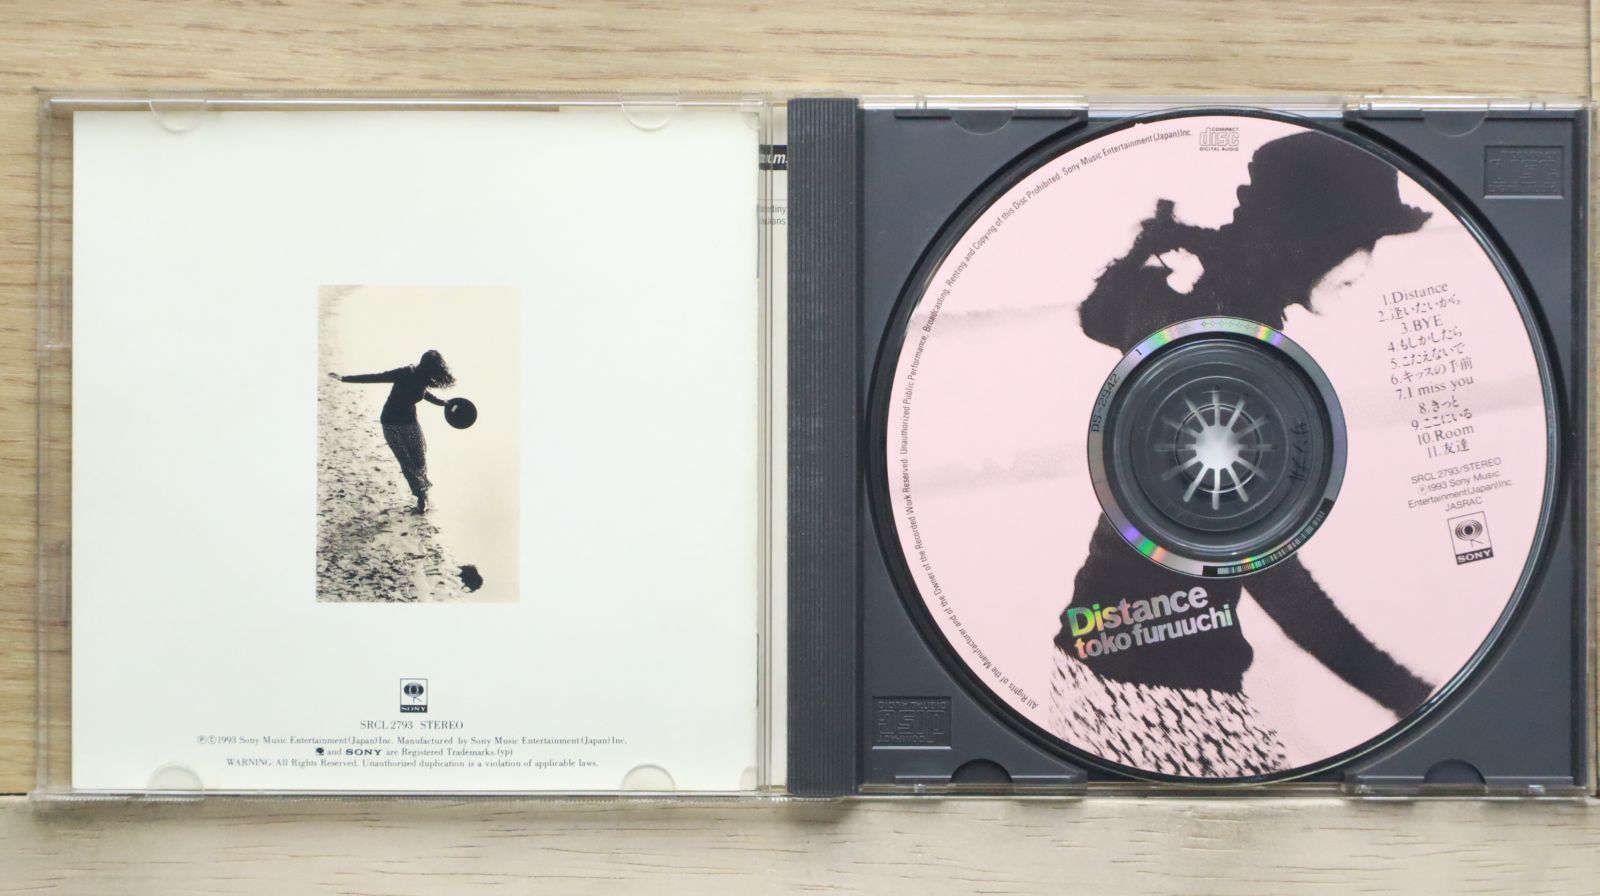 SONY
SRCL 2793 STEREO
Ⓟ©1993 Sony Music Entertainment(Japan)Inc. Manufactured by Sony Music Entertainment(Japan)Inc.
and SONY are Registered Trademarks.(yp)
WARNING: All Rights Reserved. Unauthorized duplication is a violation of applicable laws.
All Rights of the Manufacturer and of the Owner of the Recorded Work Reserved. Unauthorized Public Performance, Broadcasting, Renting and Copying of this Disc Prohibited. Sony Music Entertainment(Japan)Inc.
COMPACT
disc
DIGITAL AUDIO
1.Distance
2.逢いたいから
3.BYE
4.もしかしたら
5.こたえないで
6.キッスの手前
7.I miss you
8.きっと
9.ここにいる
10.Room
11.友達
SRCL 2793/STEREO
Ⓟ1993 Sony Music
Entertainment(Japan)Inc.
JASRAC
SONY
DS-2942 1
Distance
toko furuuchi
COMPACT
disc
DIGITAL AUDIO